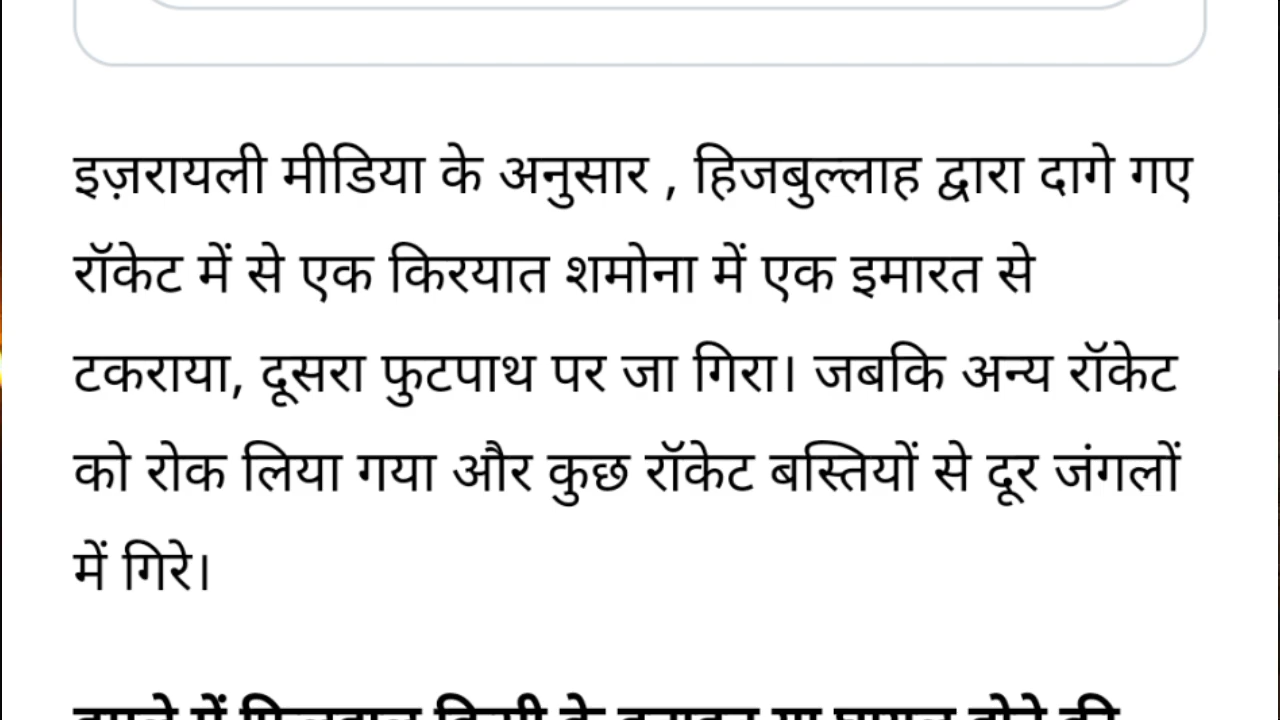 इज़रायली मीडिया के अनुसार , हिजबुल्लाह द्वारा दागे गए
रॉकेट में से एक किरयात शमोना में एक इमारत से
टकराया, दूसरा फुटपाथ पर जा गिरा। जबकि अन्य रॉकेट
को रोक लिया गया और कुछ रॉकेट बस्तियों से दूर जंगलों
में गिरे।